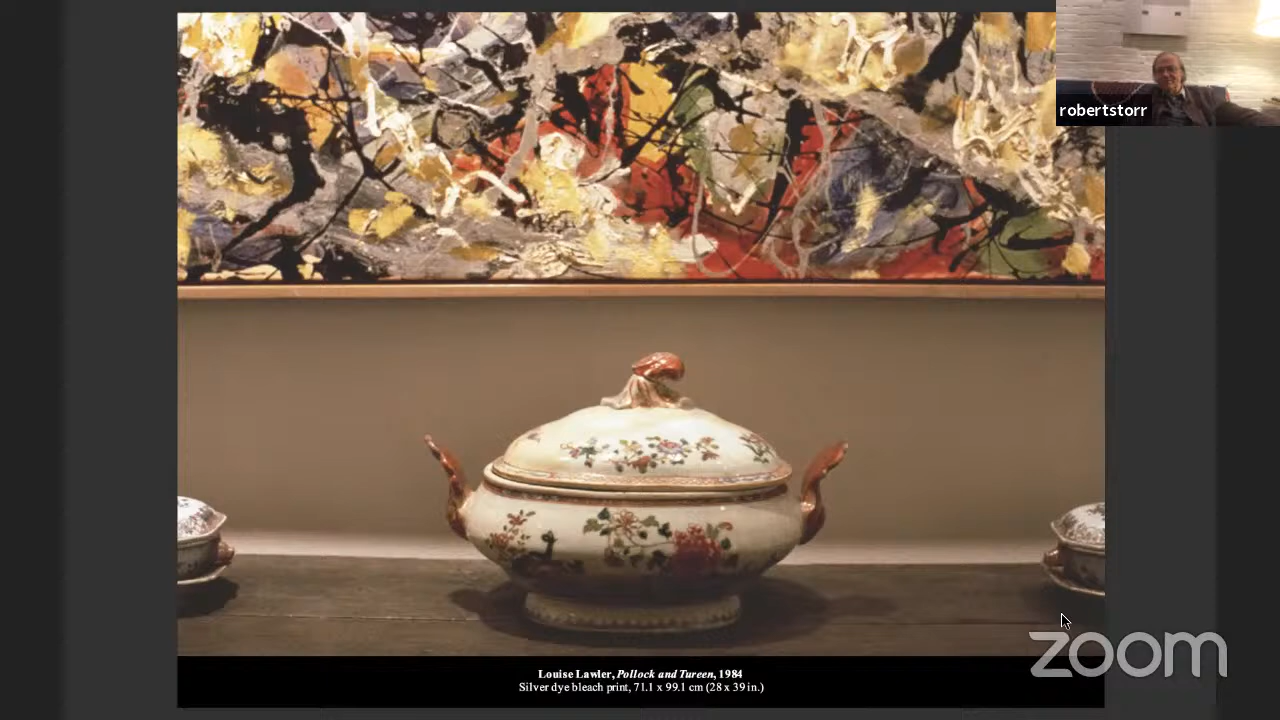 robertstorr
zoom
Louise Lawler, Pollock and Tureen, 1984
Silver dye bleach print, 71.1 x 99.1 cm (28 x 39 in.)